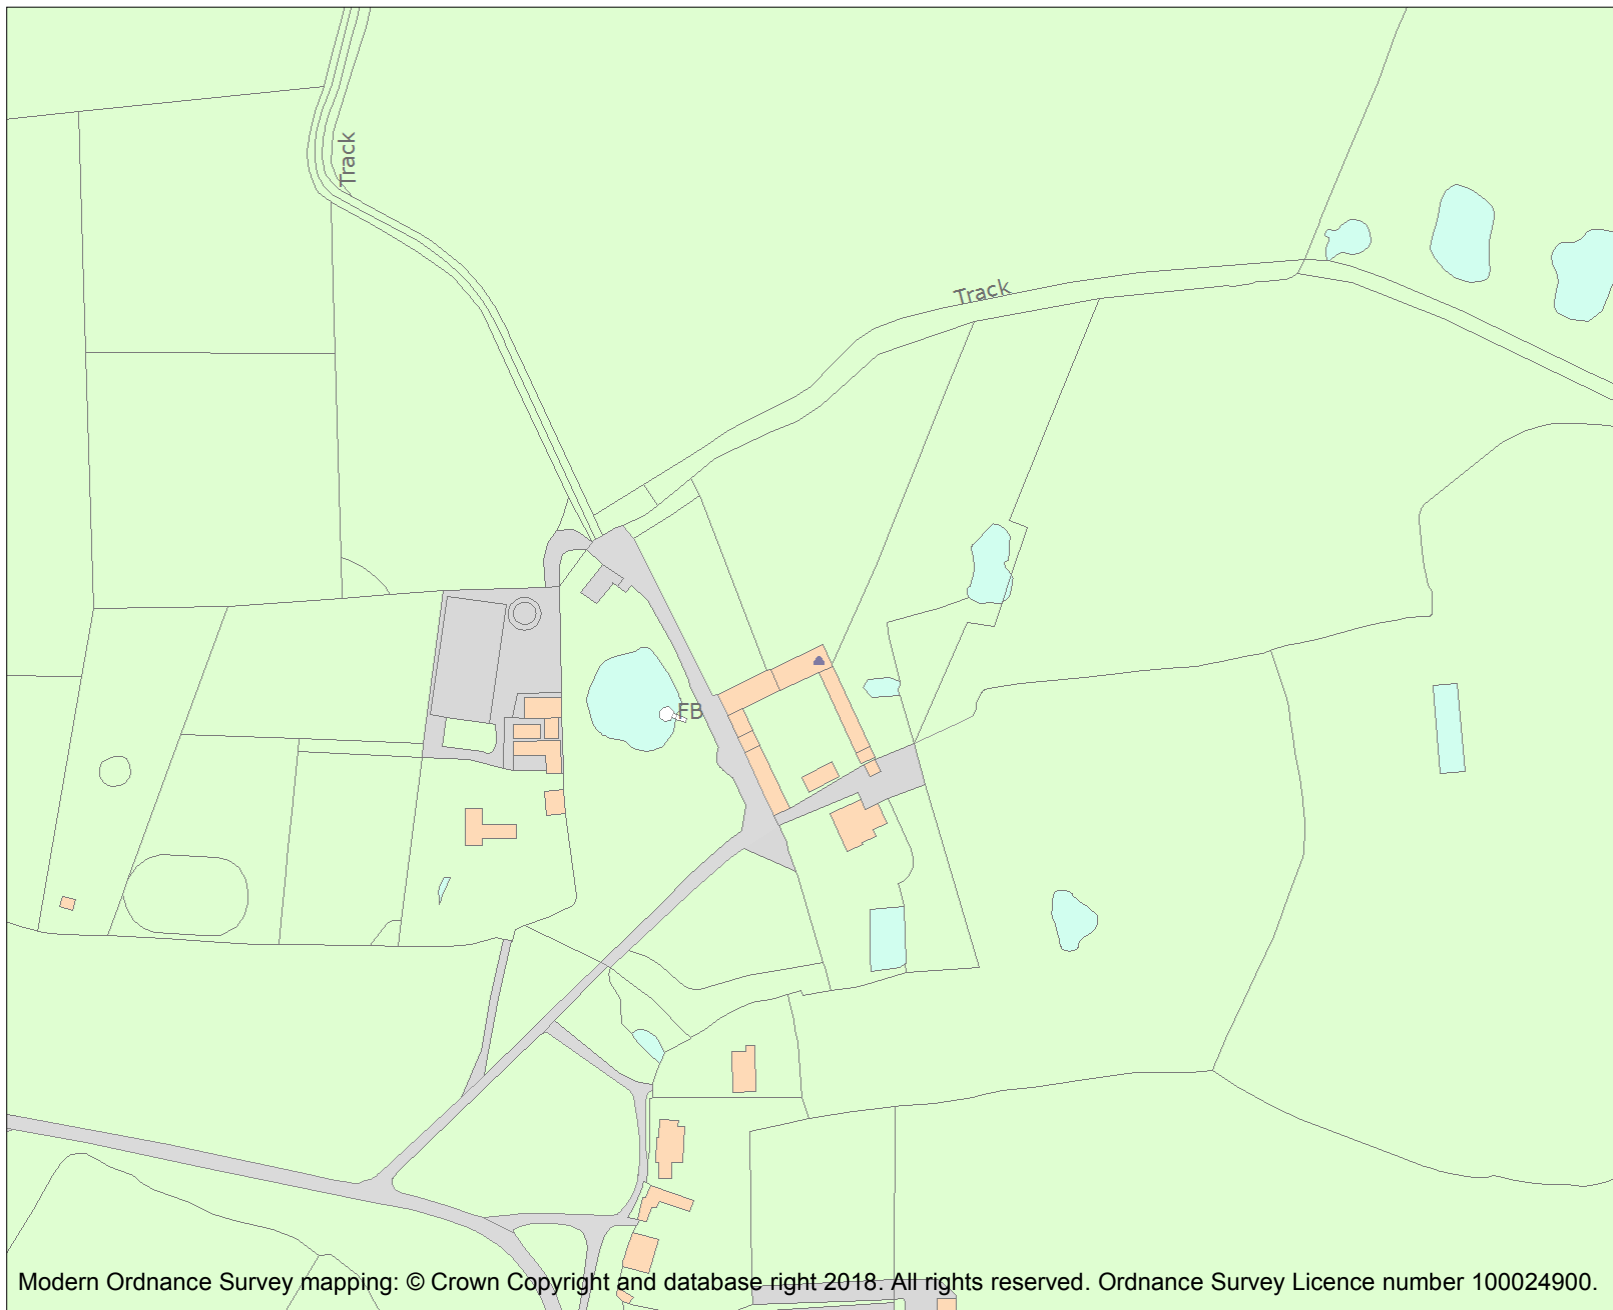 Track
Track
FB
Modern Ordnance Survey mapping: © Crown Copyright and database right 2018. All rights reserved. Ordnance Survey Licence number 100024900.